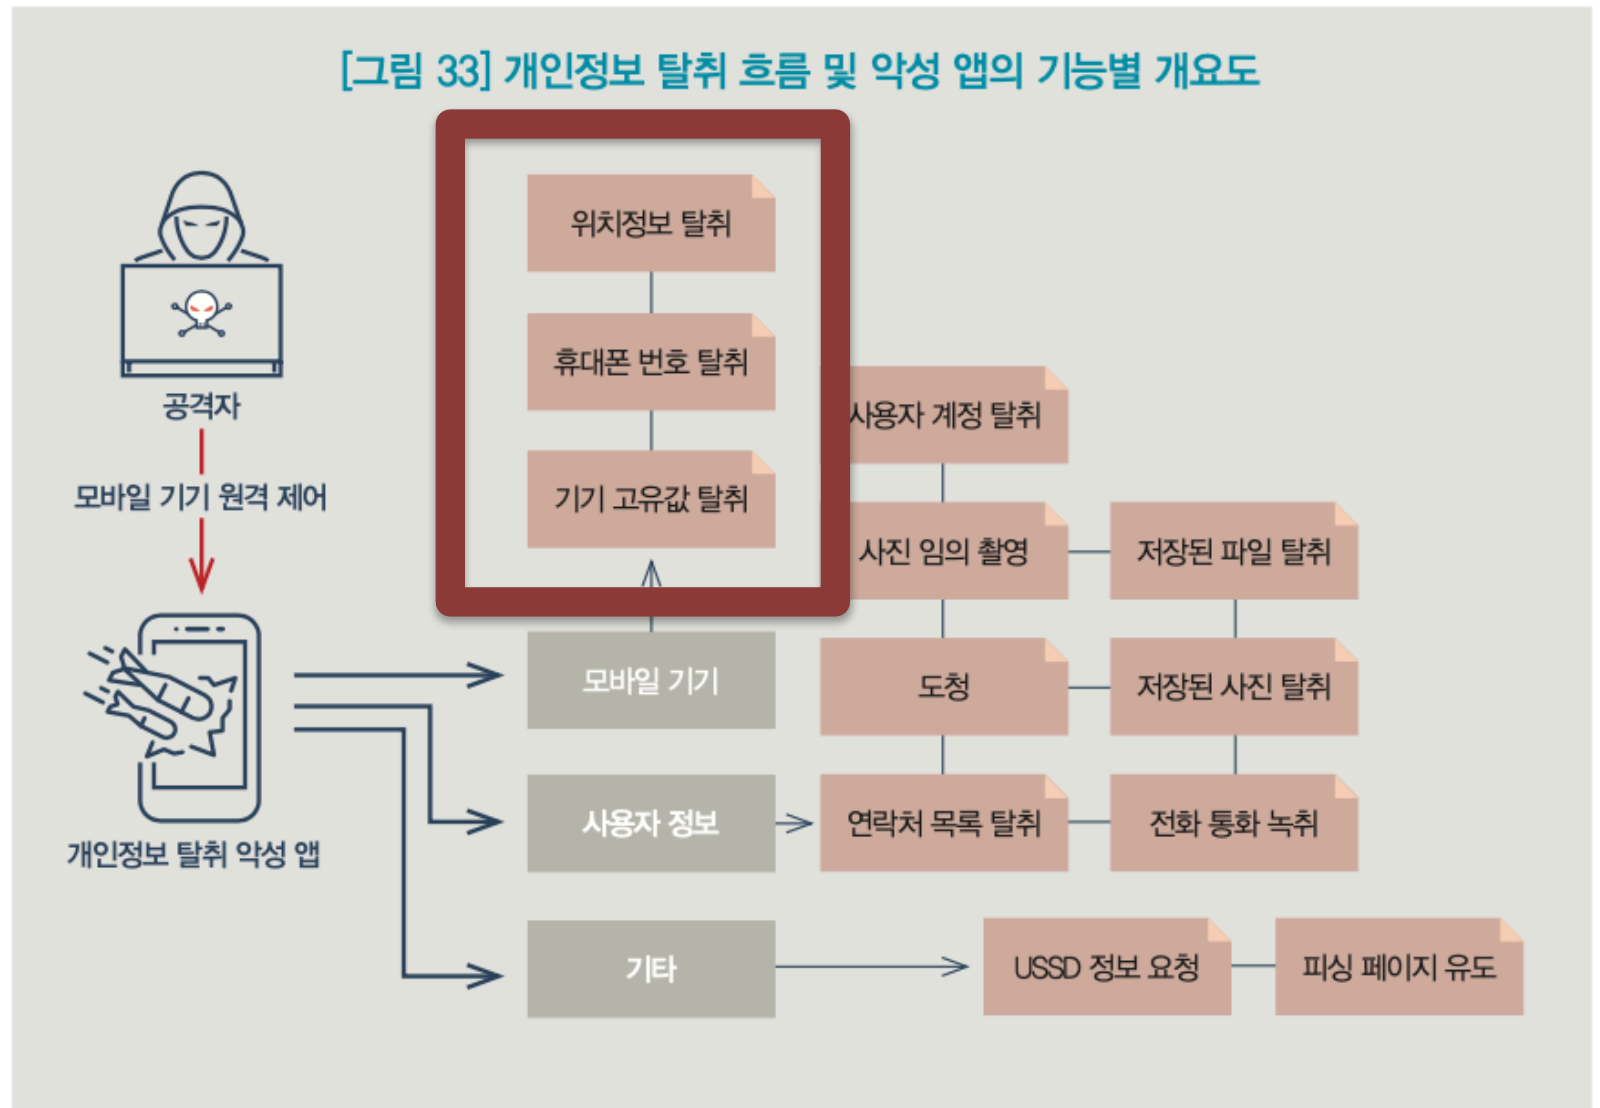 [그림 33] 개인정보 탈취 흐름 및 악성 앱의 기능별 개요도
위치정보 탈취
휴대폰 번호 탈취
기기 고유값 탈취
공격자
모바일 기기 원격 제어
개인정보 탈취 악성 앱
모바일 기기
사용자 정보
기타
사용자 계정 탈취
사진 임의 촬영
도청
연락처 목록 탈취
저장된 파일 탈취
저장된 사진 탈취
전화 통화 녹취
USSD 정보 요청
피싱 페이지 유도